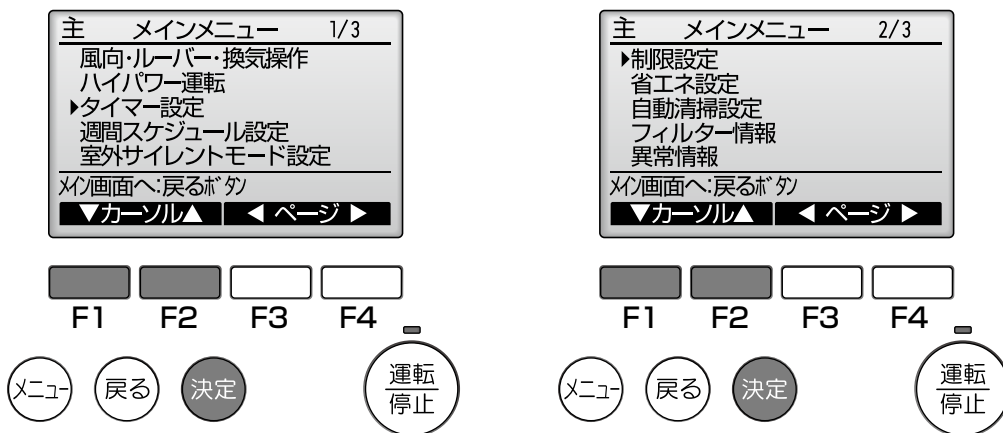 主 メインメニュー 1/3
風向・ルーバー・換気操作
ハイパワー運転
▶タイマー設定
週間スケジュール設定
室外サイレントモード設定
メイン画面へ:戻るボタン
▼カーソル▲ ◀ ページ ▶
F1 F2 F3 F4
メニュー 戻る 決定
運転
停止
主 メインメニュー 2/3
▶制限設定
省エネ設定
自動清掃設定
フィルター情報
異常情報
メイン画面へ:戻るボタン
▼カーソル▲ ◀ ページ ▶
F1 F2 F3 F4
メニュー 戻る 決定
運転
停止